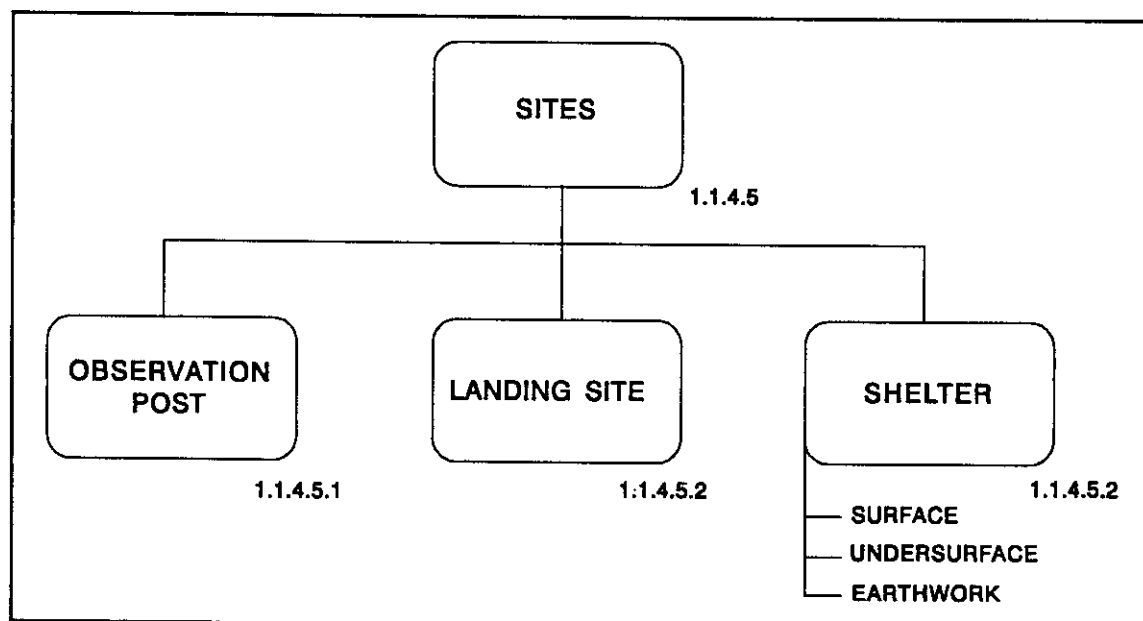 SITES
1.1.4.5
OBSERVATION
POST
1.1.4.5.1
LANDING SITE
1:1.4.5.2
SHELTER
1.1.4.5.2
SURFACE
UNDERSURFACE
EARTHWORK